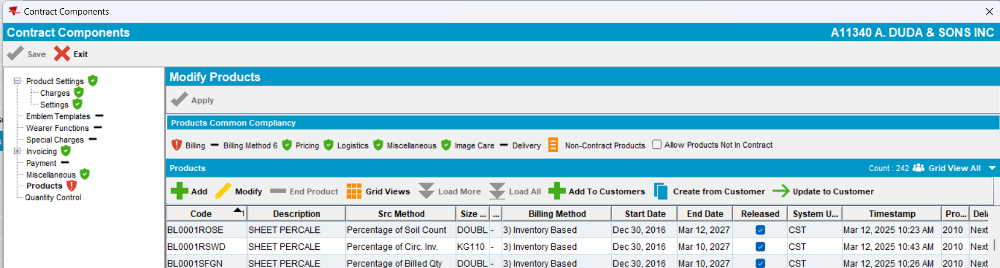 Contract Components
Contract Components A11340 A. DUDA & SONS INC
Save Exit
Product Settings
Charges
Settings
Emblem Templates
Wearer Functions
Special Charges
Invoicing
Payment
Miscellaneous
Products
Quantity Control
Modify Products
Apply
Products Common Compliancy
Billing Billing Method 6 Pricing Logistics Miscellaneous Image Care Delivery Non-Contract Products Allow Products Not In Contract
Products Count : 242 Grid View All
Add Modify End Product Grid Views Load More Load All Add To Customers Create from Customer Update to Customer
Code 1 Description Src Method Size ... ... Billing Method Start Date End Date Released System U... Timestamp Pro... Dela
BL0001ROSE SHEET PERCALE Percentage of Soil Count DOUBL - 3) Inventory Based Dec 30, 2016 Mar 12, 2027 CST Mar 12, 2025 10:23 AM 2010 Next
BL0001RSWD SHEET PERCALE Percentage of Circ. Inv. KG110 - 3) Inventory Based Dec 30, 2016 Mar 10, 2027 CST Mar 12, 2025 10:43 AM 2010 Next
BL0001SFGN SHEET PERCALE Percentage of Billed Qty DOUBL - 3) Inventory Based Dec 30, 2016 Mar 10, 2027 CST Mar 12, 2025 10:26 AM 2010 Next